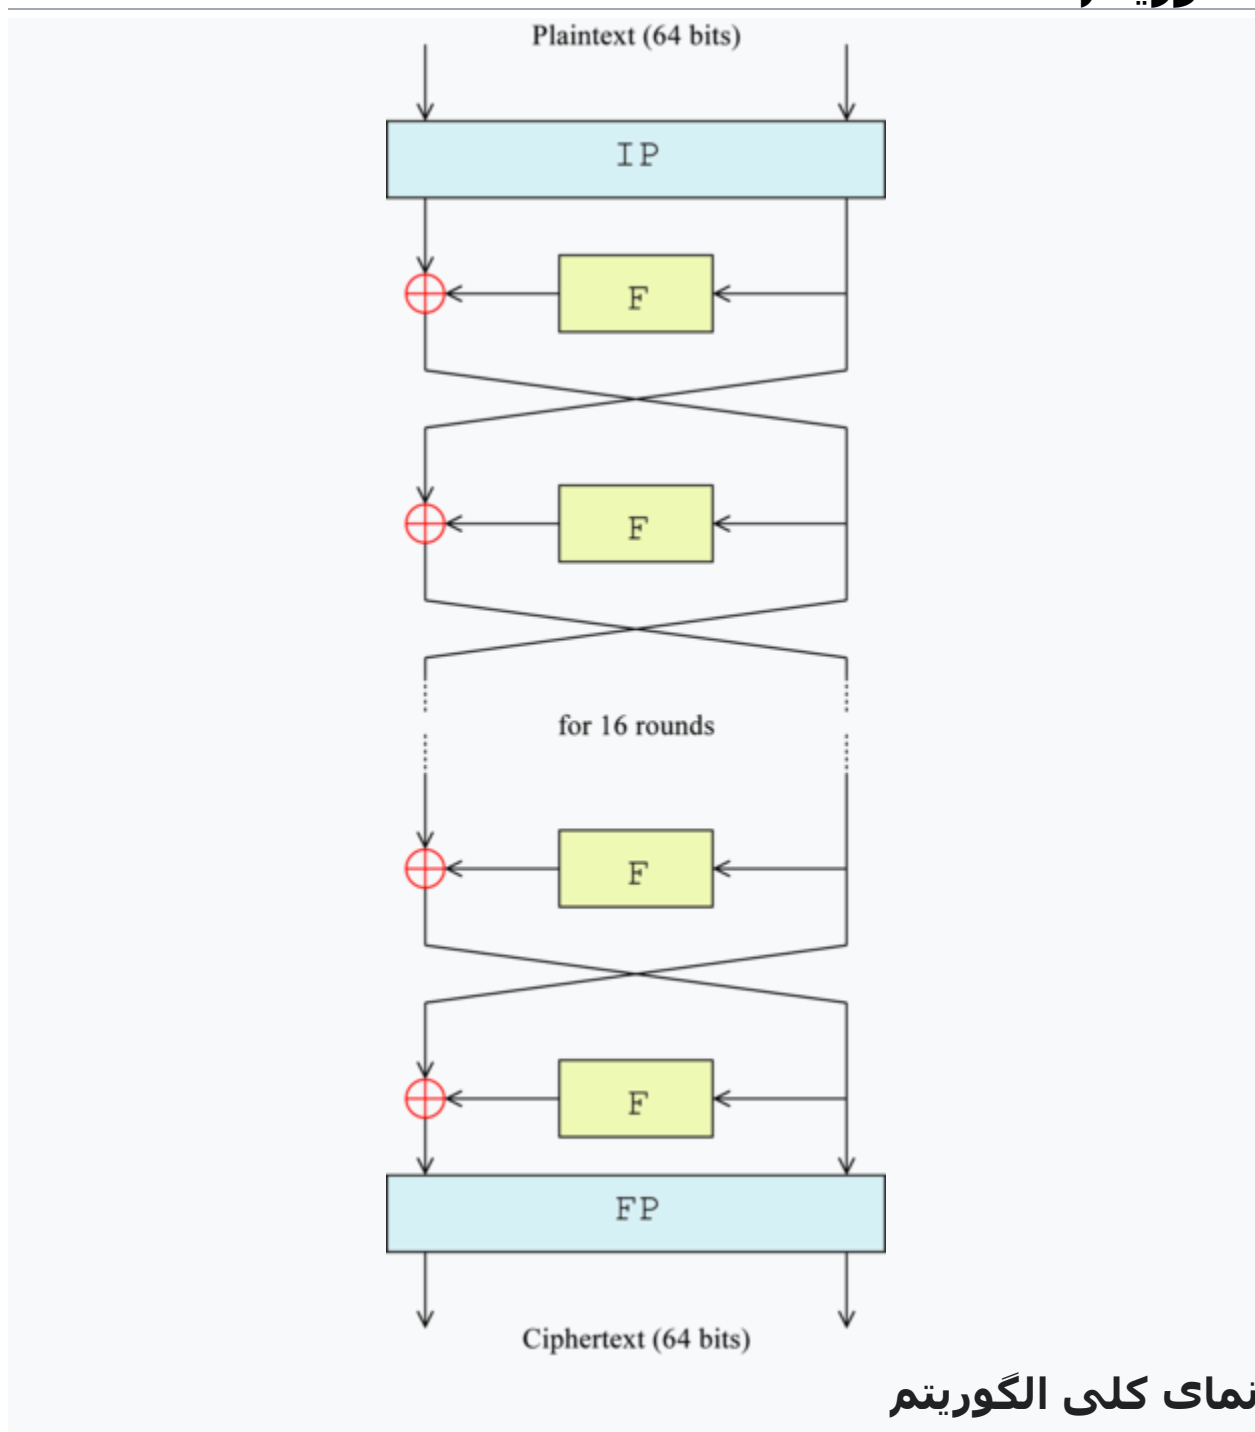 Plaintext (64 bits)
IP
F
F
for 16 rounds
F
F
FP
Ciphertext (64 bits)
نمای کلی الگوریتم